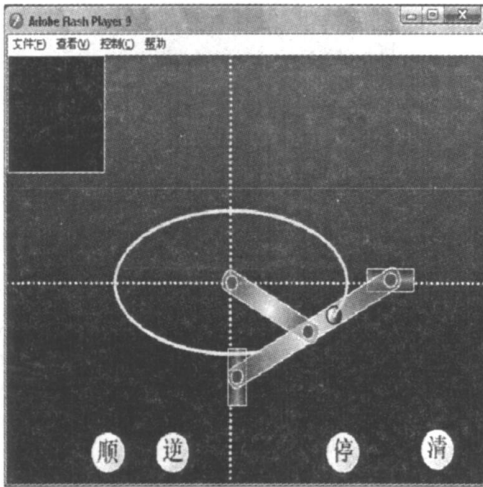 Adobe Flash Player 9
文件(F) 查看(V) 控制(C) 帮助
顺 逆 停 清